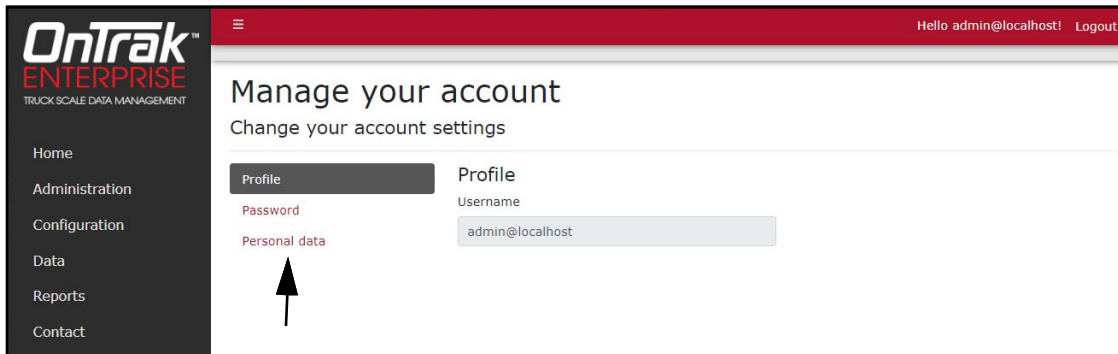 OnTrak™
ENTERPRISE
TRUCK SCALE DATA MANAGEMENT
Home
Administration
Configuration
Data
Reports
Contact
Hello admin@localhost! Logout
Manage your account
Change your account settings
Profile
Password
Personal data
Profile
Username
admin@localhost